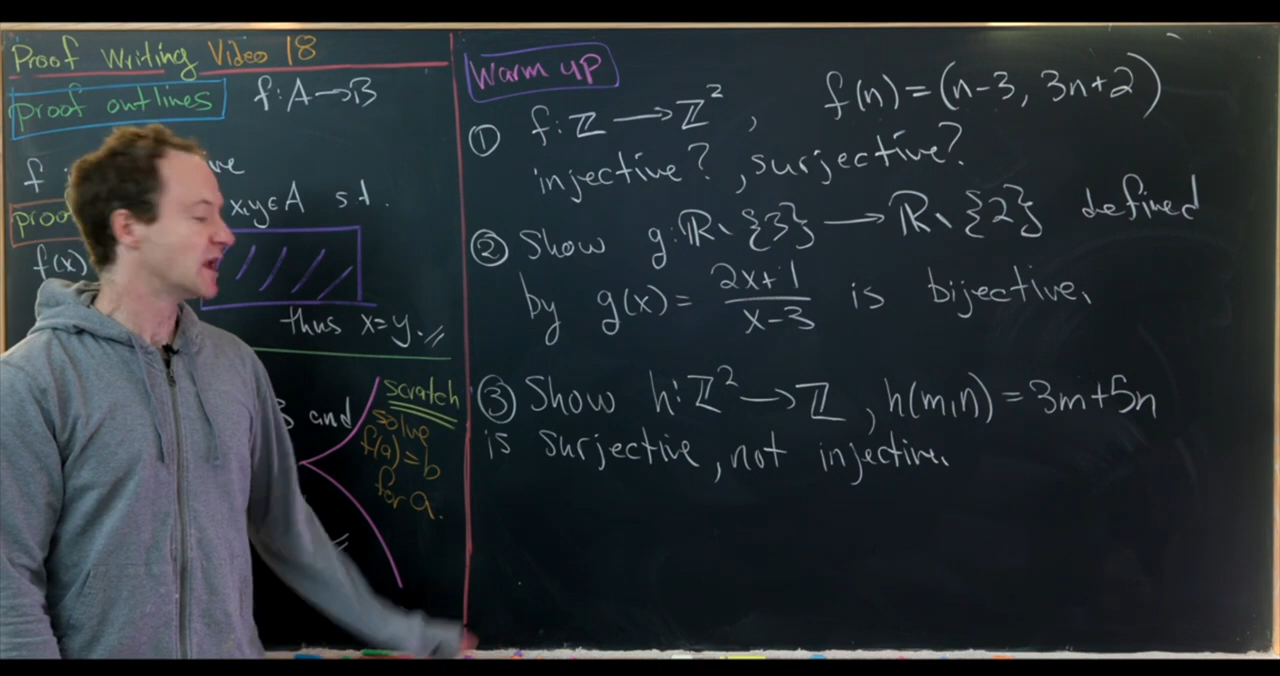 Proof Writing Video 18
proof outlines f: A→B
f
x,y∈A s.t.
f(x)
thus x=y.
and
scratch
solve
f(a)=b
for a.
Warm up
① f: ℤ → ℤ², f(n) = (n-3, 3n+2)
injective?, surjective?
② Show g: ℝ∖{3} → ℝ∖{2} defined
by g(x) = (2x+1)/(x-3) is bijective.
③ Show h: ℤ² → ℤ, h(m,n) = 3m+5n
is surjective, not injective.